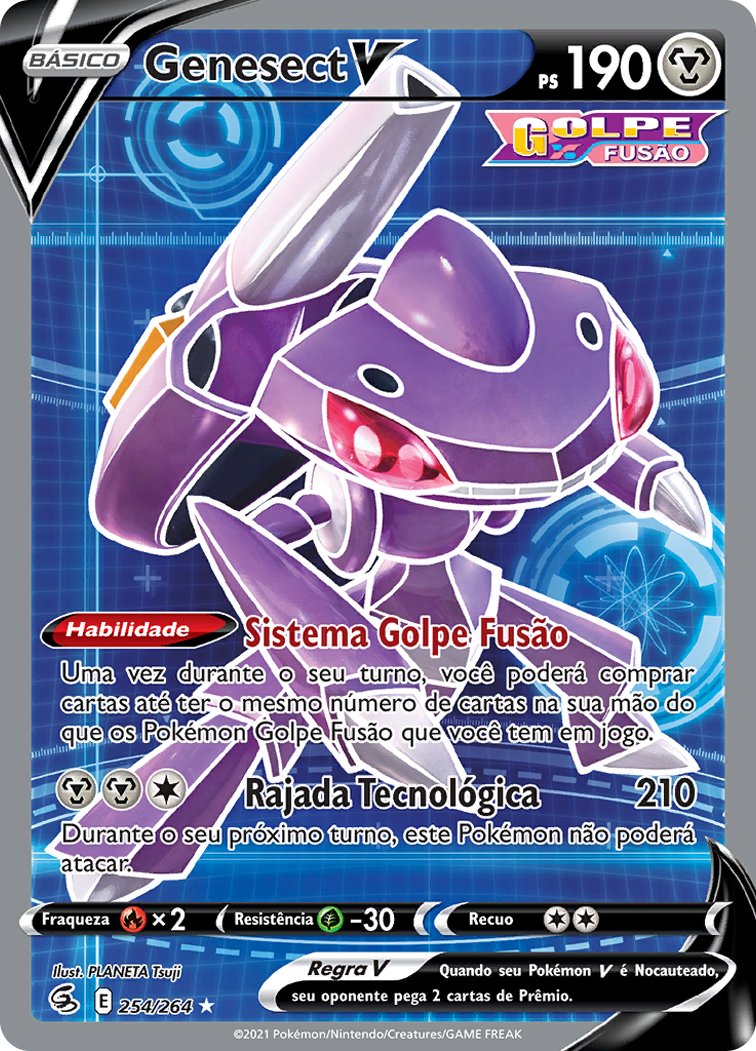 BÁSICO Genesect V PS 190
GOLPE
FUSÃO
Habilidade Sistema Golpe Fusão
Uma vez durante o seu turno, você poderá comprar
cartas até ter o mesmo número de cartas na sua mão do
que os Pokémon Golpe Fusão que você tem em jogo.
Rajada Tecnológica 210
Durante o seu próximo turno, este Pokémon não poderá
atacar.
Fraqueza ×2 Resistência -30 Recuo
Ilust. PLANETA Tsuji
Regra V Quando seu Pokémon V é Nocauteado,
seu oponente pega 2 cartas de Prêmio.
E 254/264
©2021 Pokémon/Nintendo/Creatures/GAME FREAK